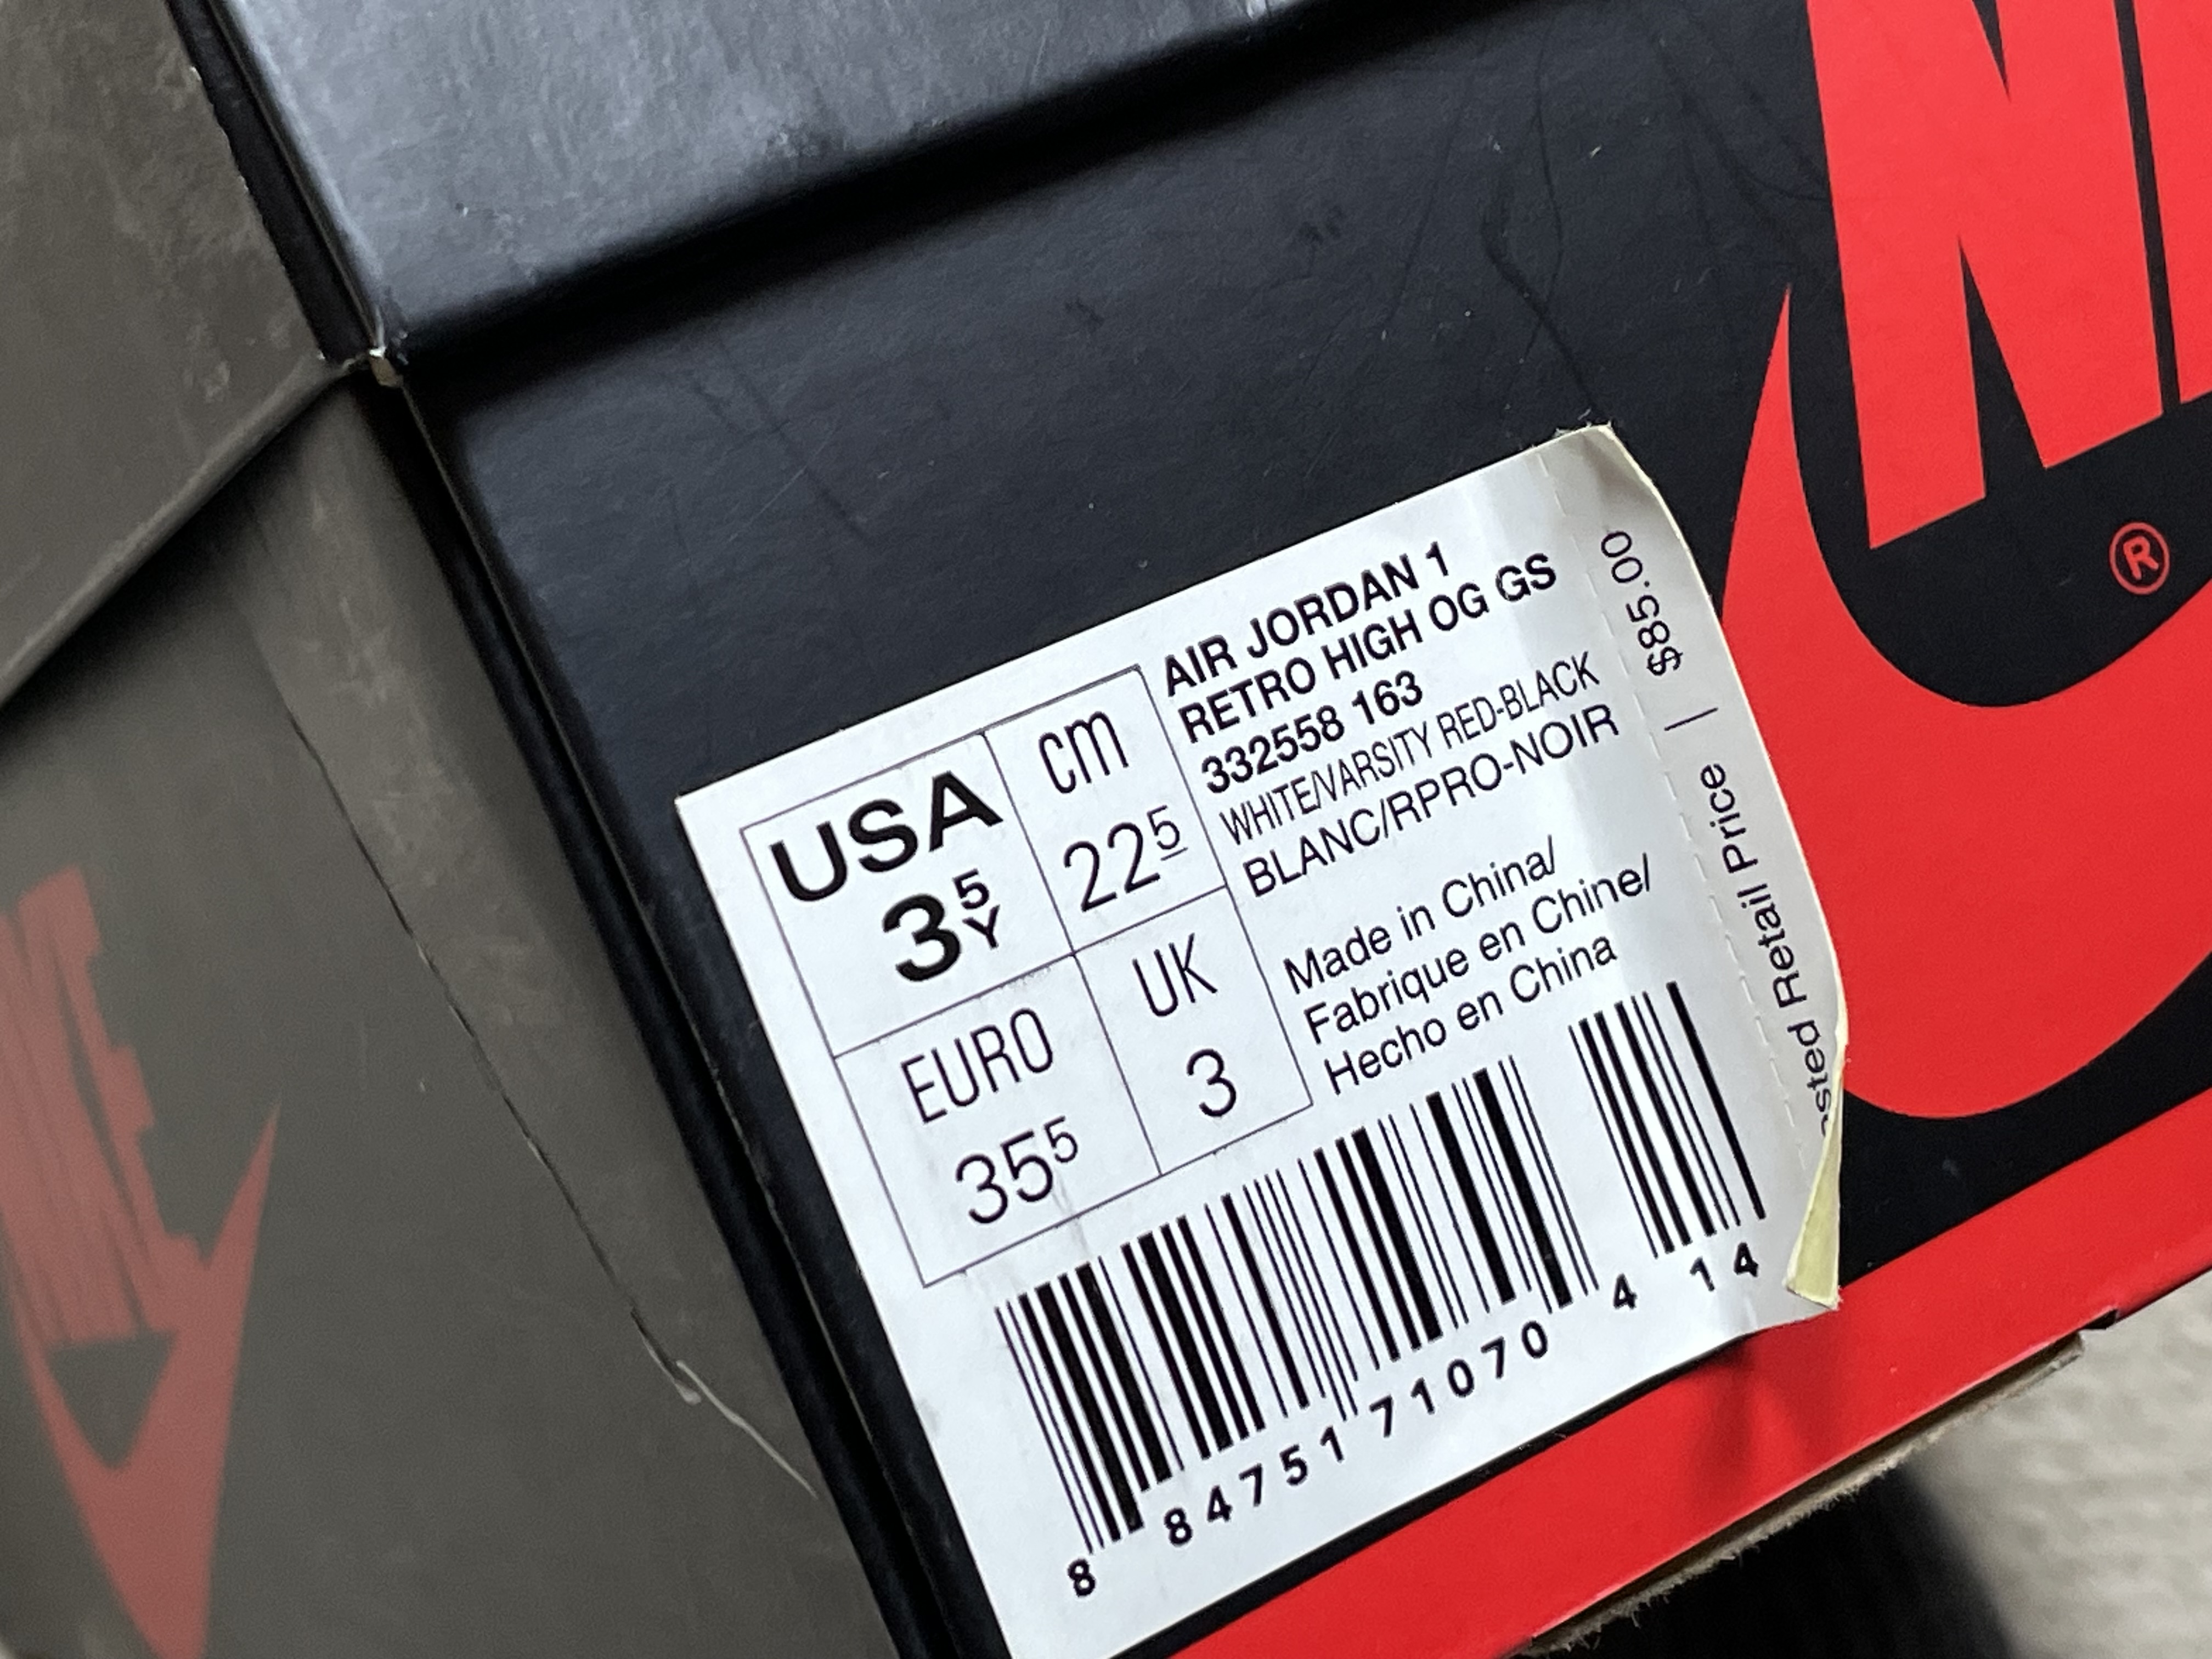 AIR JORDAN 1
RETRO HIGH OG GS
332558 163
WHITE/VARSITY RED-BLACK
BLANC/RPRO-NOIR
Made in China/
Fabrique en Chine/
Hecho en China
USA
3 5 Y
cm
22 5
EURO
35 5
UK
3
8 84751 71070 4 14
Retail Price | $85.00
®